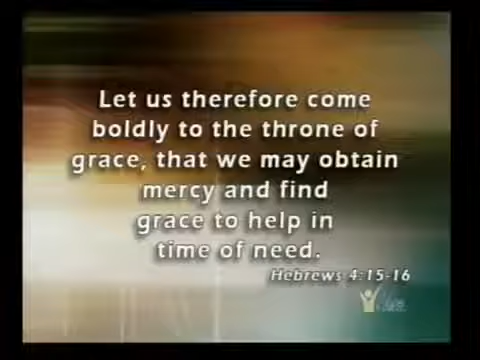 Let us therefore come
boldly to the throne of
grace, that we may obtain
mercy and find
grace to help in
time of need.
Hebrews 4:15-16